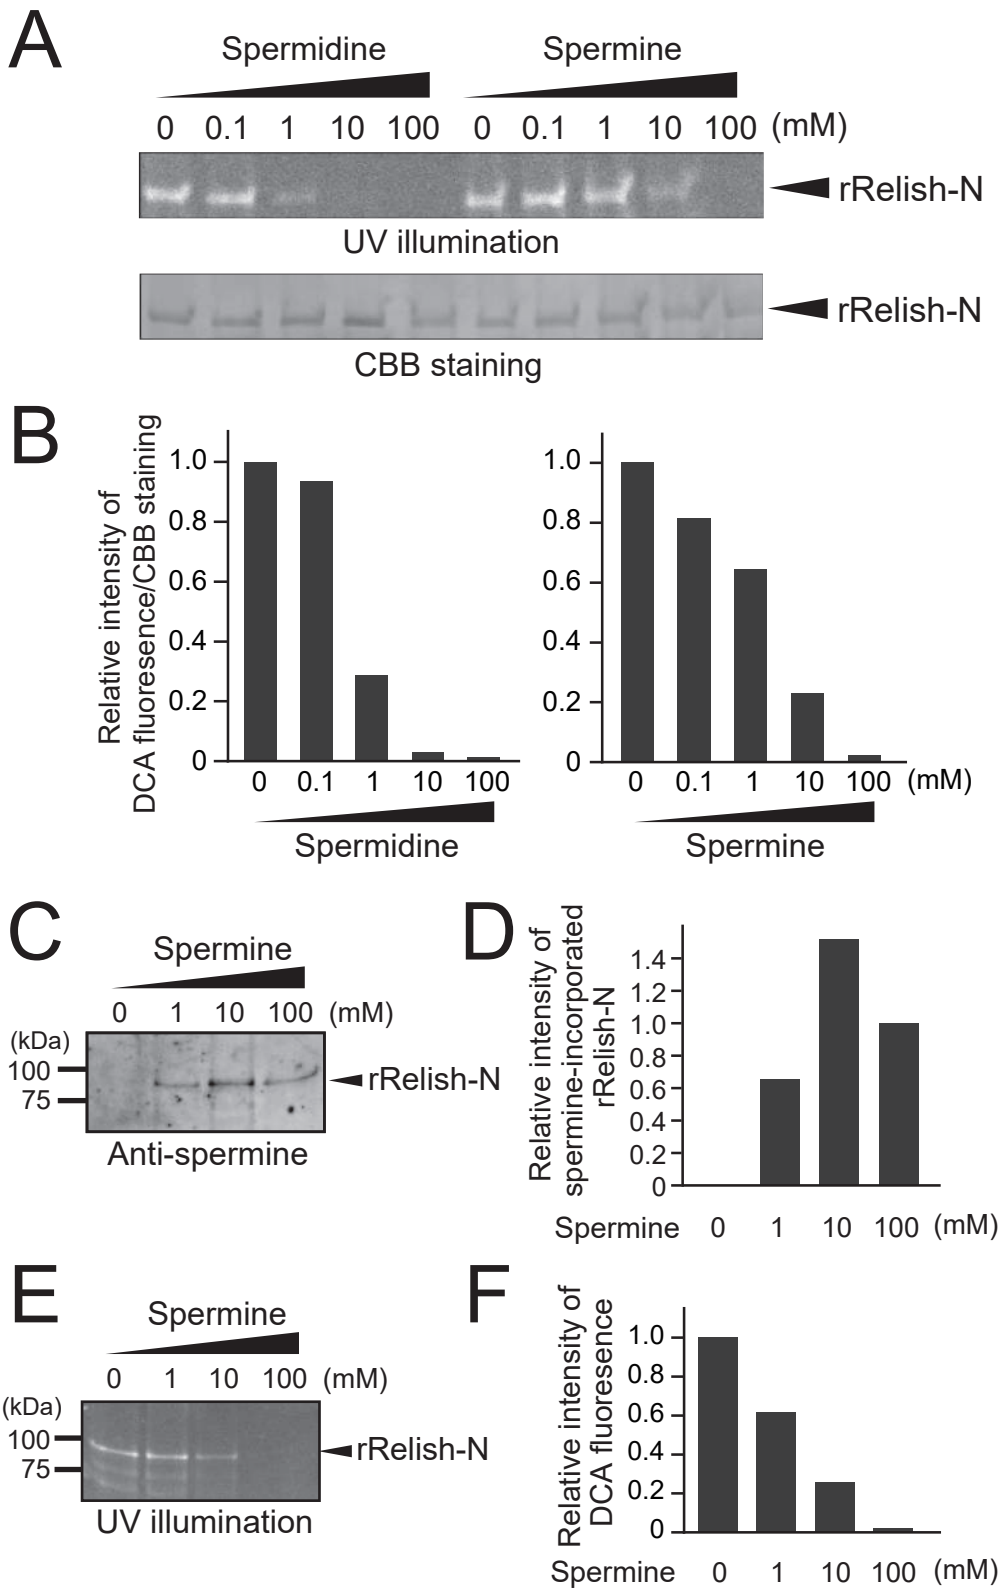 A
Spermidine Spermine
0 0.1 1 10 100 0 0.1 1 10 100 (mM)
rRelish-N
UV illumination
rRelish-N
CBB staining
B
Relative intensity of
DCA fluoresence/CBB staining
1.0
0.8
0.6
0.4
0.2
0
0 0.1 1 10 100
Spermidine
1.0
0.8
0.6
0.4
0.2
0
0 0.1 1 10 100 (mM)
Spermine
C
Spermine
0 1 10 100 (mM)
(kDa)
100
75
rRelish-N
Anti-spermine
D
Relative intensity of
spermine-incorporated
rRelish-N
1.4
1.2
1.0
0.8
0.6
0.4
0.2
0
Spermine 0 1 10 100 (mM)
E
Spermine
0 1 10 100 (mM)
(kDa)
100
75
rRelish-N
UV illumination
F
Relative intensity of
DCA fluoresence
1.0
0.8
0.6
0.4
0.2
0
Spermine 0 1 10 100 (mM)